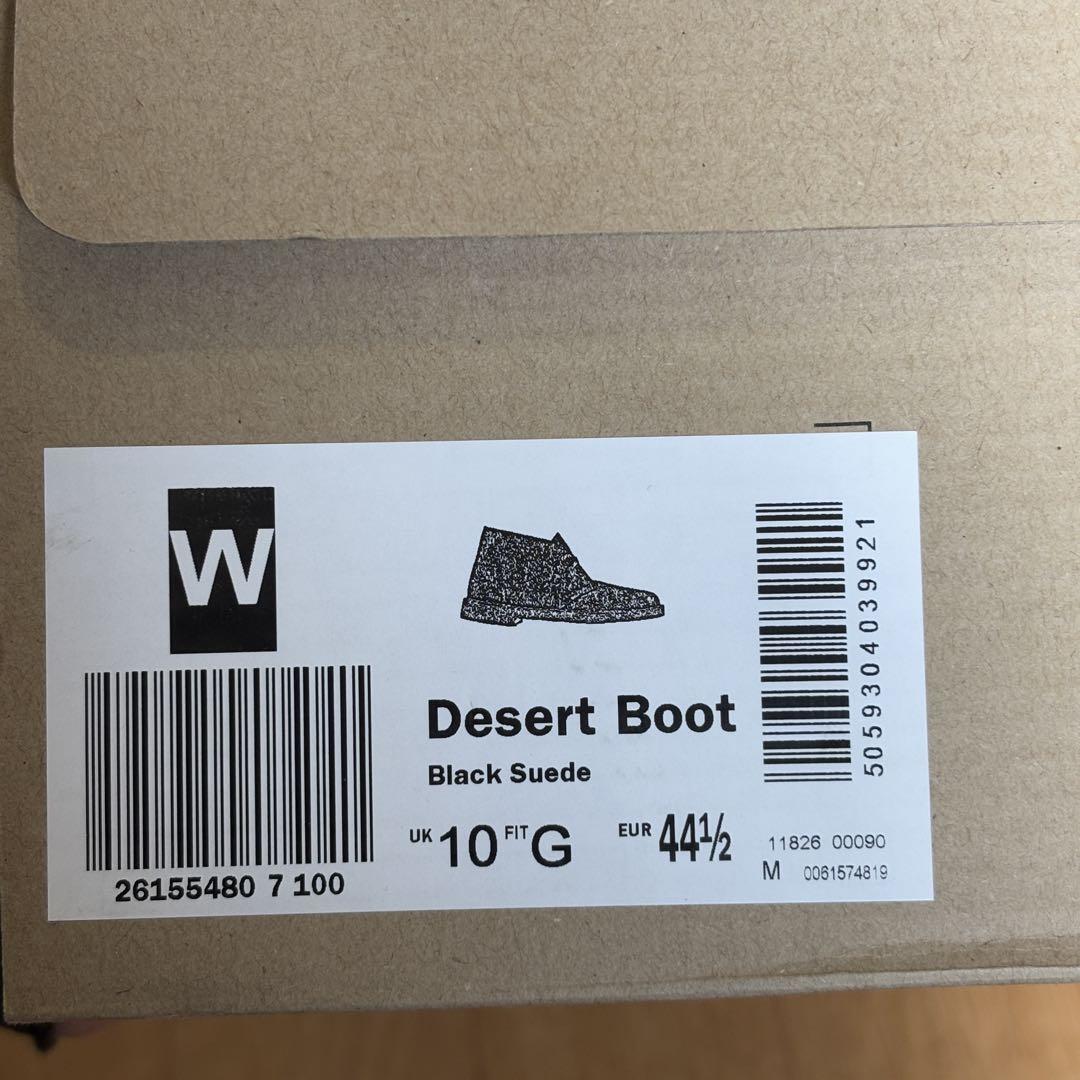 W
Desert Boot
Black Suede
UK 10 FIT G EUR 44½
26155480 7 100
5059304039921
11826 00090
M 0061574819